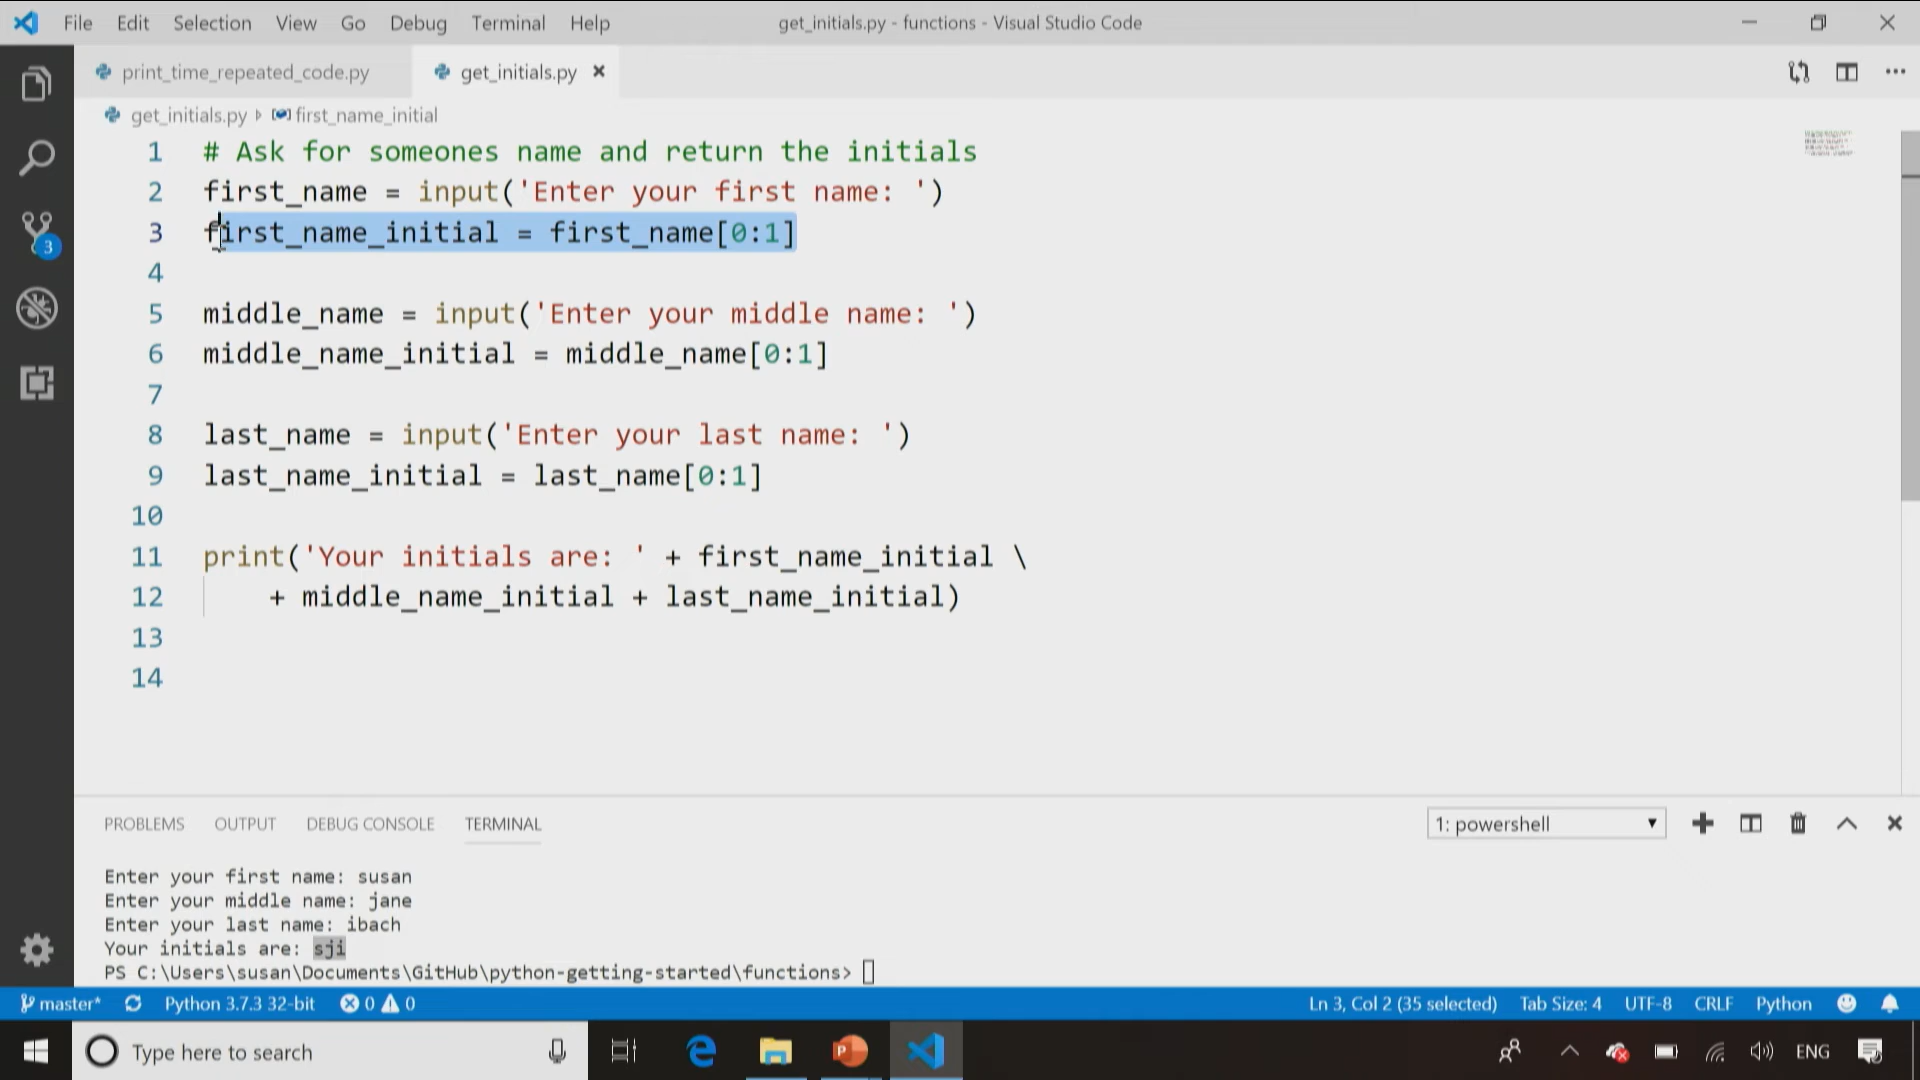 File Edit Selection View Go Debug Terminal Help get_initials.py - functions - Visual Studio Code
print_time_repeated_code.py get_initials.py
get_initials.py first_name_initial
1 # Ask for someones name and return the initials
2 first_name = input('Enter your first name: ')
3 first_name_initial = first_name[0:1]
4
5 middle_name = input('Enter your middle name: ')
6 middle_name_initial = middle_name[0:1]
7
8 last_name = input('Enter your last name: ')
9 last_name_initial = last_name[0:1]
10
11 print('Your initials are: ' + first_name_initial \
12 + middle_name_initial + last_name_initial)
13
14
3
PROBLEMS OUTPUT DEBUG CONSOLE TERMINAL 1: powershell
Enter your first name: susan
Enter your middle name: jane
Enter your last name: ibach
Your initials are: sji
PS C:\Users\susan\Documents\GitHub\python-getting-started\functions>
master* Python 3.7.3 32-bit 0 0 Ln 3, Col 2 (35 selected) Tab Size: 4 UTF-8 CRLF Python
Type here to search ENG